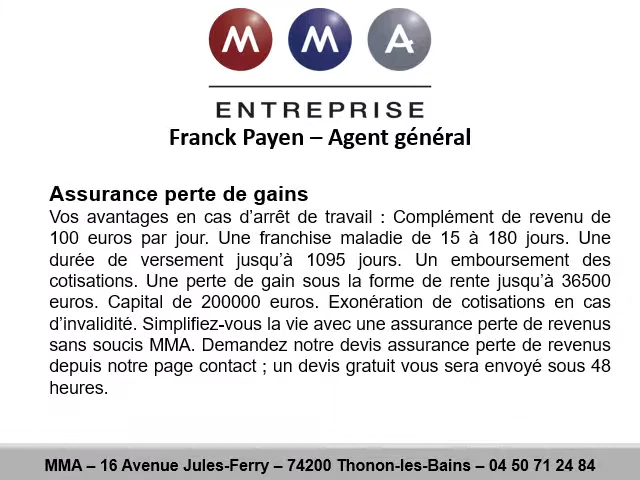 M M A
ENTREPRISE
Franck Payen – Agent général
Assurance perte de gains
Vos avantages en cas d'arrêt de travail : Complément de revenu de
100 euros par jour. Une franchise maladie de 15 à 180 jours. Une
durée de versement jusqu'à 1095 jours. Un emboursement des
cotisations. Une perte de gain sous la forme de rente jusqu'à 36500
euros. Capital de 200000 euros. Exonération de cotisations en cas
d'invalidité. Simplifiez-vous la vie avec une assurance perte de revenus
sans soucis MMA. Demandez notre devis assurance perte de revenus
depuis notre page contact ; un devis gratuit vous sera envoyé sous 48
heures.
MMA – 16 Avenue Jules-Ferry – 74200 Thonon-les-Bains – 04 50 71 24 84